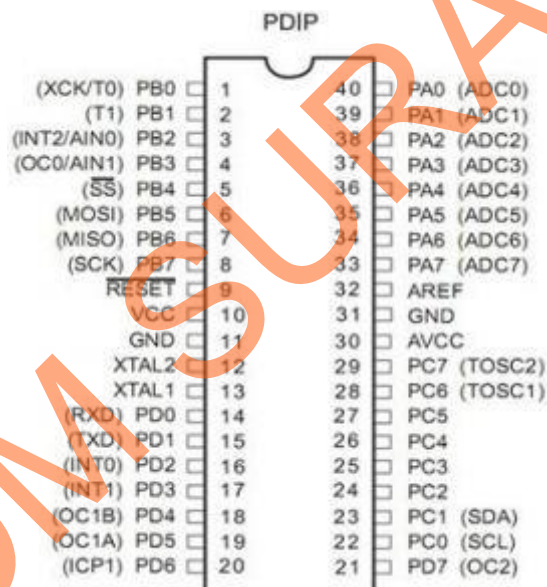 PDIP
(XCK/T0) PB0 1 40 PA0 (ADC0)
(T1) PB1 2 39 PA1 (ADC1)
(INT2/AIN0) PB2 3 38 PA2 (ADC2)
(OC0/AIN1) PB3 4 37 PA3 (ADC3)
(SS) PB4 5 36 PA4 (ADC4)
(MOSI) PB5 6 35 PA5 (ADC5)
(MISO) PB6 7 34 PA6 (ADC6)
(SCK) PB7 8 33 PA7 (ADC7)
RESET 9 32 AREF
VCC 10 31 GND
GND 11 30 AVCC
XTAL2 12 29 PC7 (TOSC2)
XTAL1 13 28 PC6 (TOSC1)
(RXD) PD0 14 27 PC5
(TXD) PD1 15 26 PC4
(INT0) PD2 16 25 PC3
(INT1) PD3 17 24 PC2
(OC1B) PD4 18 23 PC1 (SDA)
(OC1A) PD5 19 22 PC0 (SCL)
(ICP1) PD6 20 21 PD7 (OC2)